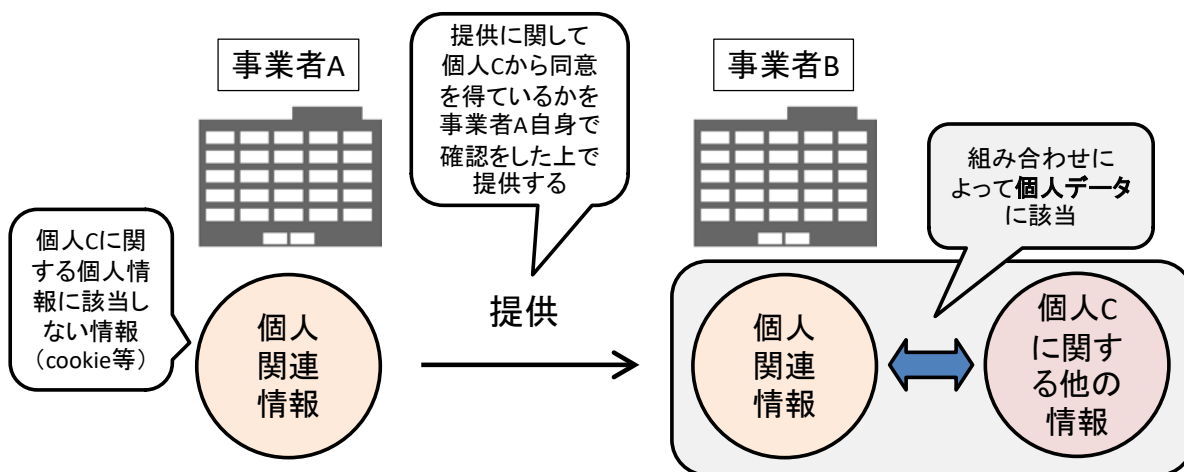 事業者A
提供に関して
個人Cから同意
を得ているかを
事業者A自身で
確認をした上で
提供する
事業者B
組み合わせに
よって個人データ
に該当
個人Cに関
する個人情
報に該当し
ない情報
（cookie等）
個人
関連
情報
提供
個人
関連
情報
個人C
に関す
る他の
情報